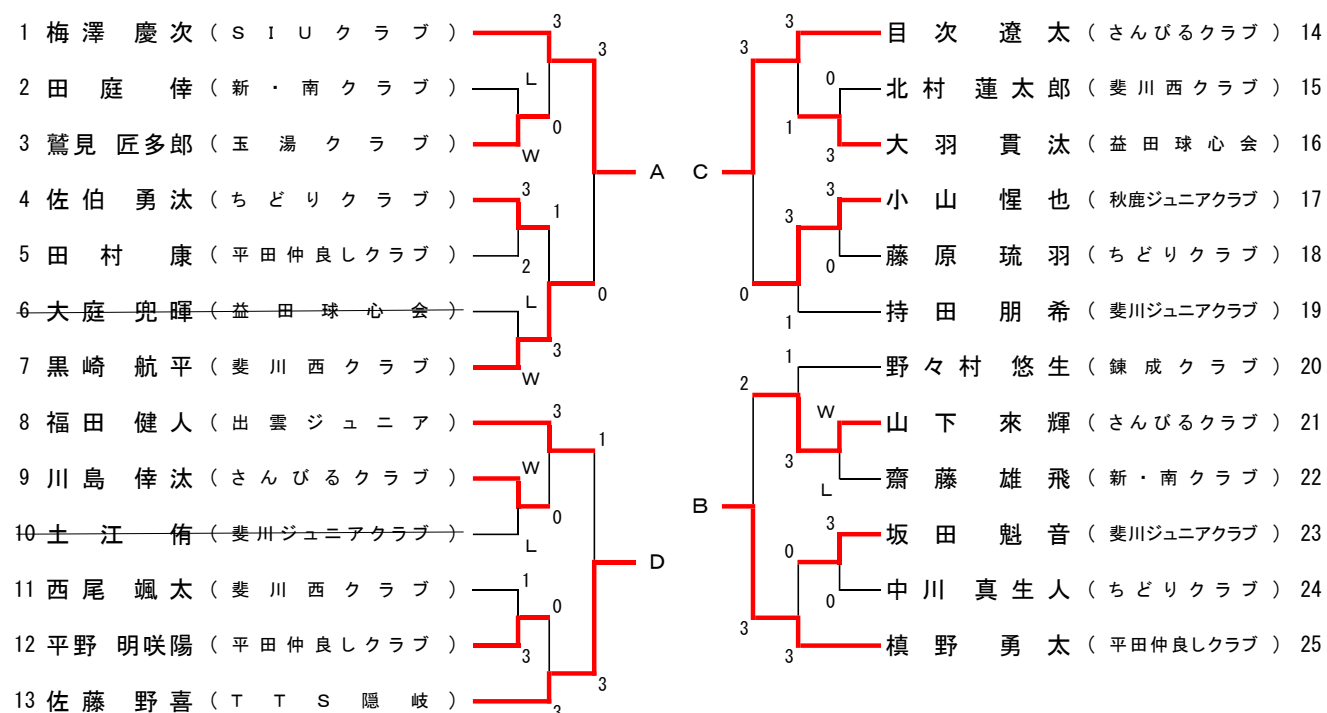 1 梅澤 慶次 (SIUクラブ)
2 田庭 倖 (新・南クラブ)
3 鷲見 匠多郎 (玉湯クラブ)
4 佐伯 勇汰 (ちどりクラブ)
5 田村 康 (平田仲良しクラブ)
6 大庭 兜暉 (益田球心会)
7 黒崎 航平 (斐川西クラブ)
8 福田 健人 (出雲ジュニア)
9 川島 倖汰 (さんびるクラブ)
10 土江 侑 (斐川ジュニアクラブ)
11 西尾 颯太 (斐川西クラブ)
12 平野 明咲陽 (平田仲良しクラブ)
13 佐藤 野喜 (TTS隠岐)
3
L
0
W
3
3
1
2
L
3
W
0
A
3
W
0
L
1
1
0
3
3
3
D
C
3
3
0
1
3
3
3
0
0
1
B
2
1
W
3
L
3
0
0
3
3
目次 遼太 (さんびるクラブ) 14
北村 蓮太郎 (斐川西クラブ) 15
大羽 貫汰 (益田球心会) 16
小山 惺也 (秋鹿ジュニアクラブ) 17
藤原 琉羽 (ちどりクラブ) 18
持田 朋希 (斐川ジュニアクラブ) 19
野々村 悠生 (錬成クラブ) 20
山下 來輝 (さんびるクラブ) 21
齋藤 雄飛 (新・南クラブ) 22
坂田 魁音 (斐川ジュニアクラブ) 23
中川 真生人 (ちどりクラブ) 24
槙野 勇太 (平田仲良しクラブ) 25